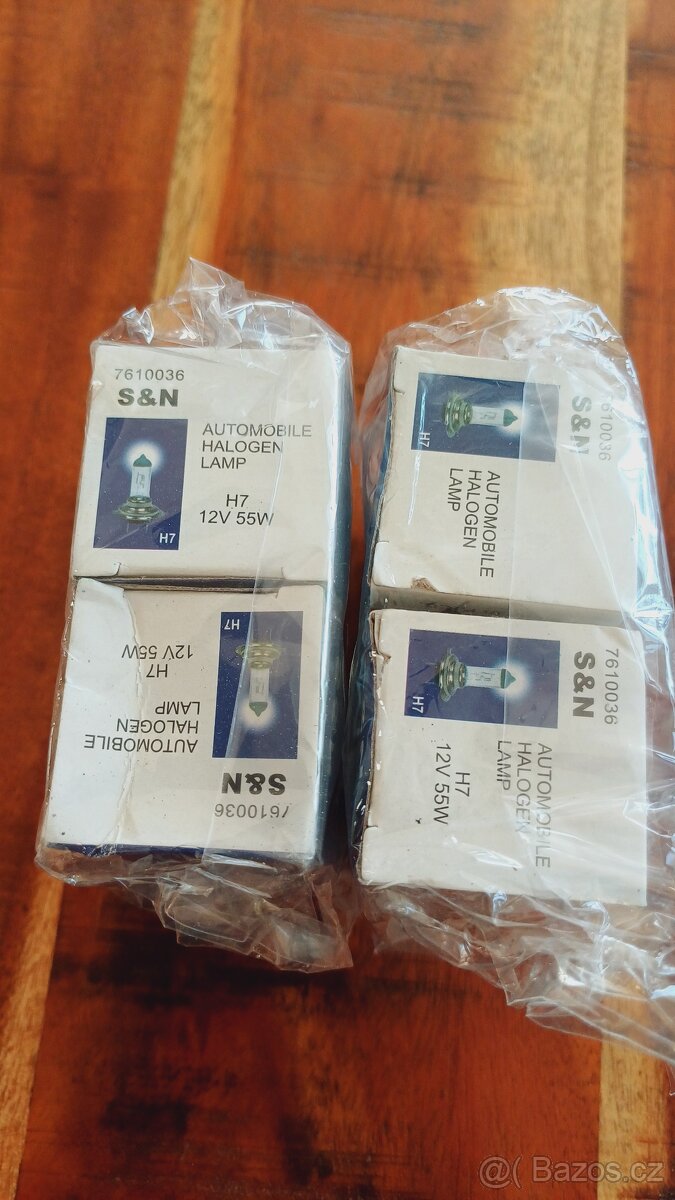 7610036
S&N
AUTOMOBILE
HALOGEN
LAMP
H7
12V 55W
H7
H7
H7
12V 55W
AUTOMOBILE
HALOGEN
LAMP
S&N
7610036
7610036
S&N
H7
AUTOMOBILE
HALOGEN
LAMP
7610036
S&N
H7
AUTOMOBILE
HALOGEN
LAMP
H7
12V 55W
@( Bazos.cz